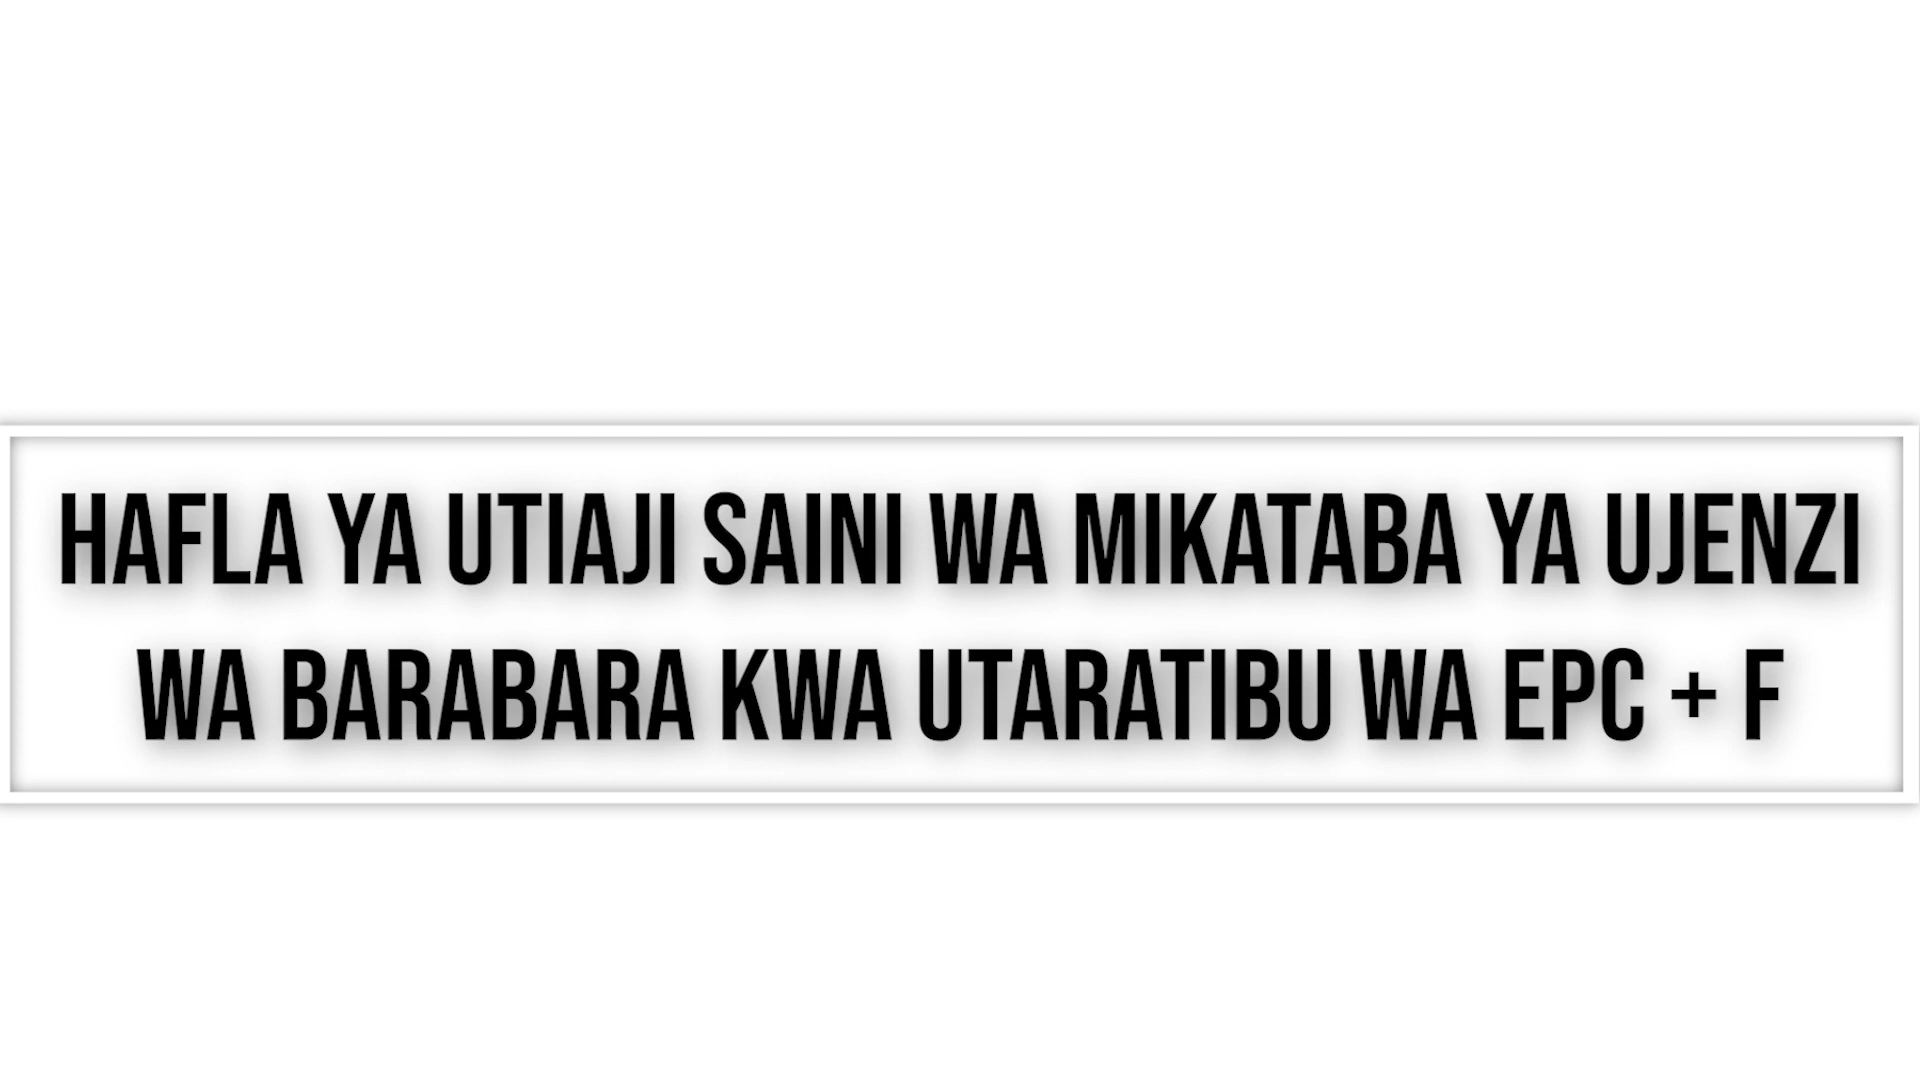 HAFLA YA UTIAJI SAINI WA MIKATABA YA UJENZI
WA BARABARA KWA UTARATIBU WA EPC + F